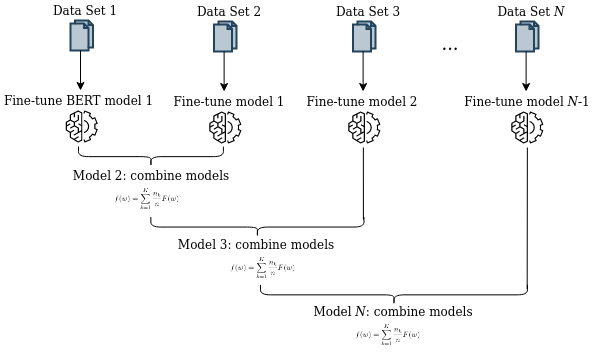 Data Set 1
Data Set 2
Data Set 3
Data Set N
...
Fine-tune BERT model 1
Fine-tune model 1
Fine-tune model 2
Fine-tune model N-1
Model 2: combine models
f(w) = \sum_{k=1}^{K} \frac{n_k}{n} F(w)
Model 3: combine models
f(w) = \sum_{k=1}^{K} \frac{n_k}{n} F(w)
Model N: combine models
f(w) = \sum_{k=1}^{K} \frac{n_k}{n} F(w)